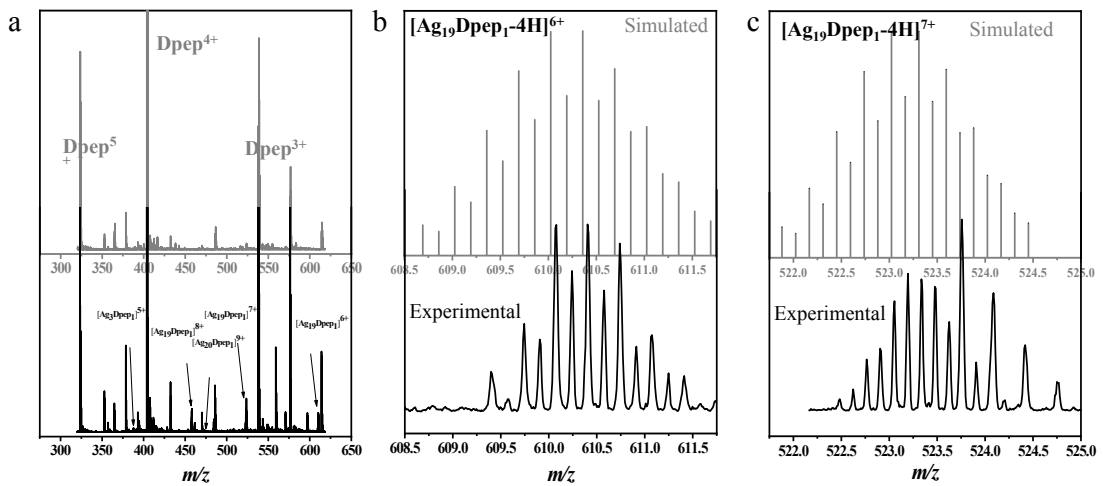 a
Dpep⁴⁺
Dpep⁵
+
Dpep³⁺
300 350 400 450 500 550 600 650
[Ag₃Dpep₁]⁵⁺
[Ag₁₉Dpep₁]⁸⁺
[Ag₂₀Dpep₁]⁹⁺
[Ag₁₉Dpep₁]⁷⁺
[Ag₁₉Dpep₁]⁶⁺
300 350 400 450 500 550 600 650
m/z
b
[Ag₁₉Dpep₁-4H]⁶⁺
Simulated
608.5 609.0 609.5 610.0 610.5 611.0 611.5
Experimental
608.5 609.0 609.5 610.0 610.5 611.0 611.5
m/z
c
[Ag₁₉Dpep₁-4H]⁷⁺
Simulated
522.0 522.5 523.0 523.5 524.0 524.5 525.0
Experimental
522.0 522.5 523.0 523.5 524.0 524.5 525.0
m/z